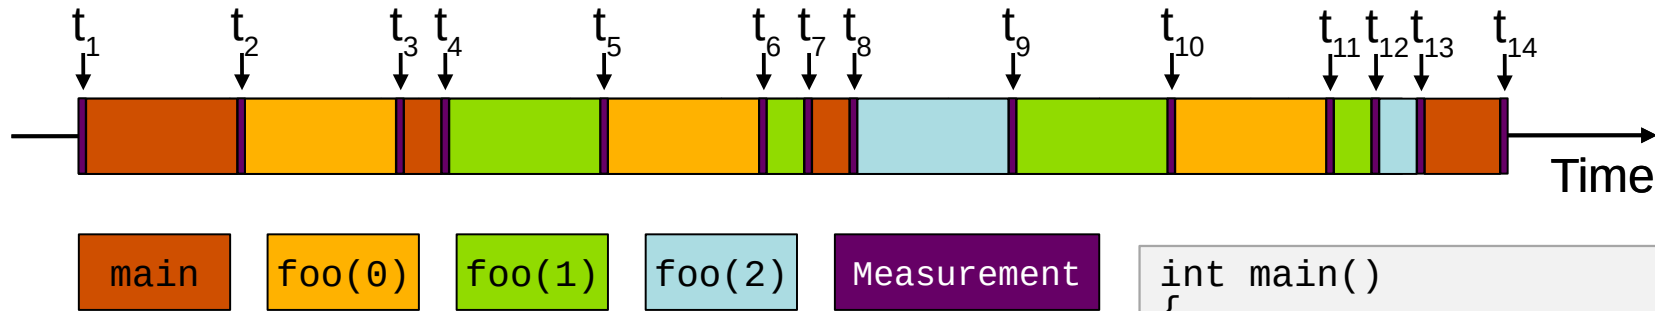 t1 t2 t3 t4 t5 t6 t7 t8 t9 t10 t11 t12 t13 t14
Time
main foo(0) foo(1) foo(2) Measurement
int main()
{